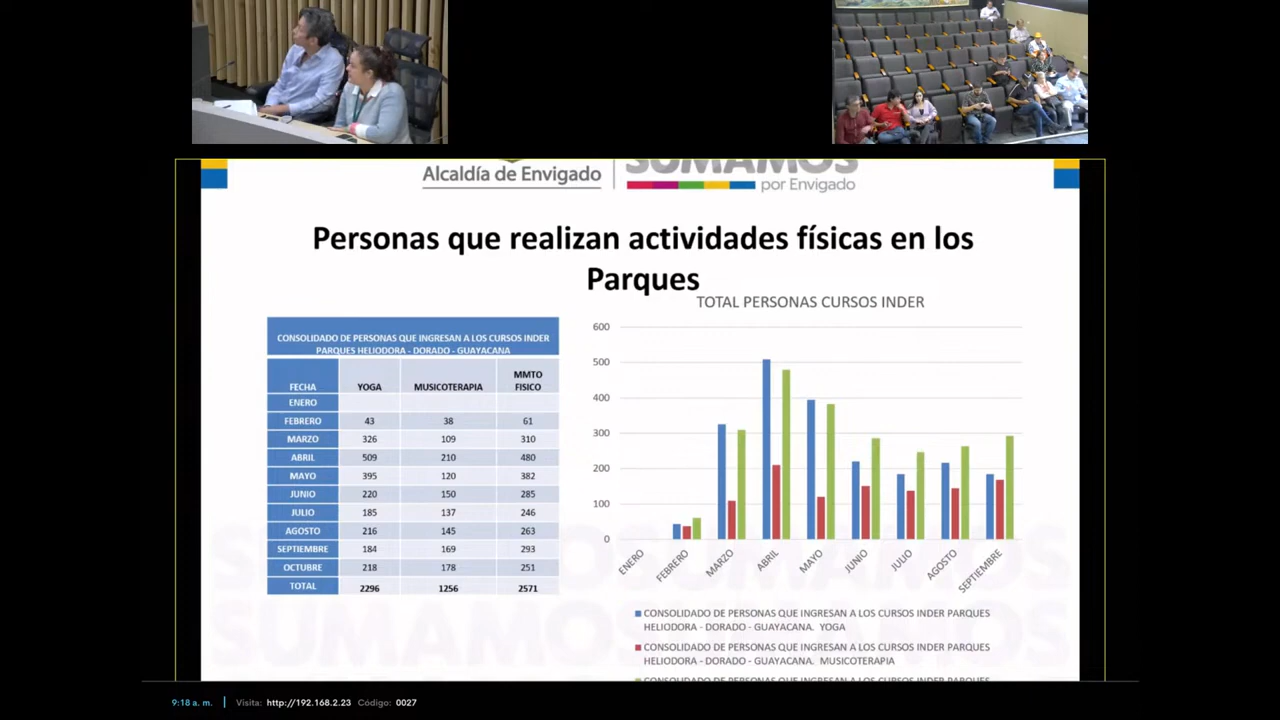 Alcaldía de Envigado
SUMAMOS
por Envigado
Personas que realizan actividades físicas en los
Parques
CONSOLIDADO DE PERSONAS QUE INGRESAN A LOS CURSOS INDER
PARQUES HELIODORA - DORADO - GUAYACANA
FECHA YOGA MUSICOTERAPIA MMTO FISICO
ENERO
FEBRERO 43 38 61
MARZO 326 109 310
ABRIL 509 210 480
MAYO 395 120 382
JUNIO 220 150 285
JULIO 185 137 246
AGOSTO 216 145 263
SEPTIEMBRE 184 169 293
OCTUBRE 218 178 251
TOTAL 2296 1256 2571
TOTAL PERSONAS CURSOS INDER
600
500
400
300
200
100
0
ENERO FEBRERO MARZO ABRIL MAYO JUNIO JULIO AGOSTO SEPTIEMBRE
CONSOLIDADO DE PERSONAS QUE INGRESAN A LOS CURSOS INDER PARQUES
HELIODORA - DORADO - GUAYACANA. YOGA
CONSOLIDADO DE PERSONAS QUE INGRESAN A LOS CURSOS INDER PARQUES
HELIODORA - DORADO - GUAYACANA. MUSICOTERAPIA
CONSOLIDADO DE PERSONAS QUE INGRESAN A LOS CURSOS INDER PARQUES
SUMAMOS SUMAMOS
SUMAMOS SUMAMOS
9:18 a. m. Visita: http://192.168.2.23 Código: 0027